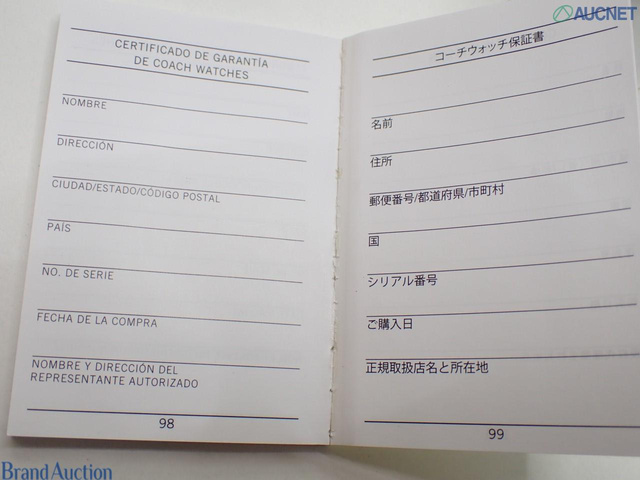 CERTIFICADO DE GARANTÍA
DE COACH WATCHES
NOMBRE
DIRECCIÓN
CIUDAD/ESTADO/CÓDIGO POSTAL
PAÍS
NO. DE SERIE
FECHA DE LA COMPRA
NOMBRE Y DIRECCIÓN DEL
REPRESENTANTE AUTORIZADO
98
コーチウォッチ保証書
名前
住所
郵便番号/都道府県/市町村
国
シリアル番号
ご購入日
正規取扱店名と所在地
99
AUCNET
Brand Auction